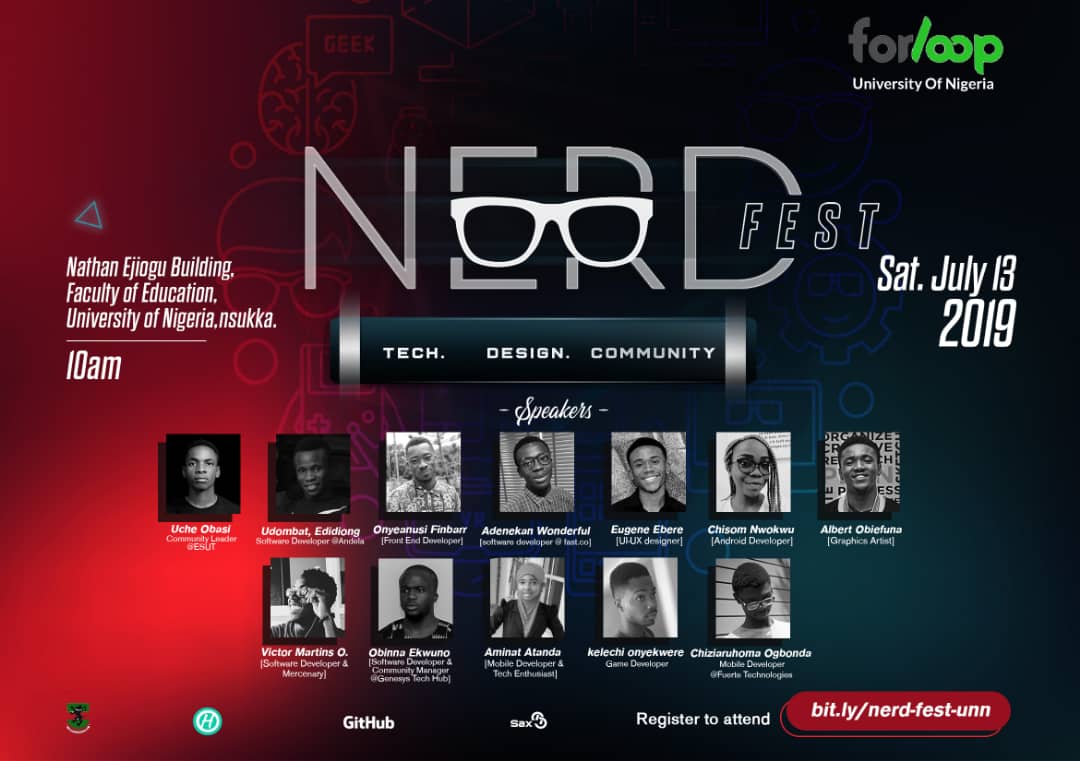 GEEK
forloop
University Of Nigeria
NERD
FEST
Nathan Ejiogu Building,
Faculty of Education,
University of Nigeria,nsukka.
10am
Sat. July 13
2019
TECH. DESIGN. COMMUNITY
- Speakers -
Uche Obasi
Community Leader
@ESUT
Udombat, Edidiong
Software Developer @Andela
Onyeanusi Finbarr
[Front End Developer]
Adenekan Wonderful
[software developer @ fast.co]
Eugene Ebere
[UI-UX designer]
Chisom Nwokwu
[Android Developer]
Albert Obiefuna
[Graphics Artist]
Victor Martins O.
[Software Developer &
Mercenary]
Obinna Ekwuno
[Software Developer &
Community Manager
@Genesys Tech Hub]
Aminat Atanda
[Mobile Developer &
Tech Enthusiast]
kelechi onyekwere
Game Developer
Chiziaruhoma Ogbonda
Mobile Developer
@Fuerte Technologies
H
GitHub
Sax
Register to attend
bit.ly/nerd-fest-unn